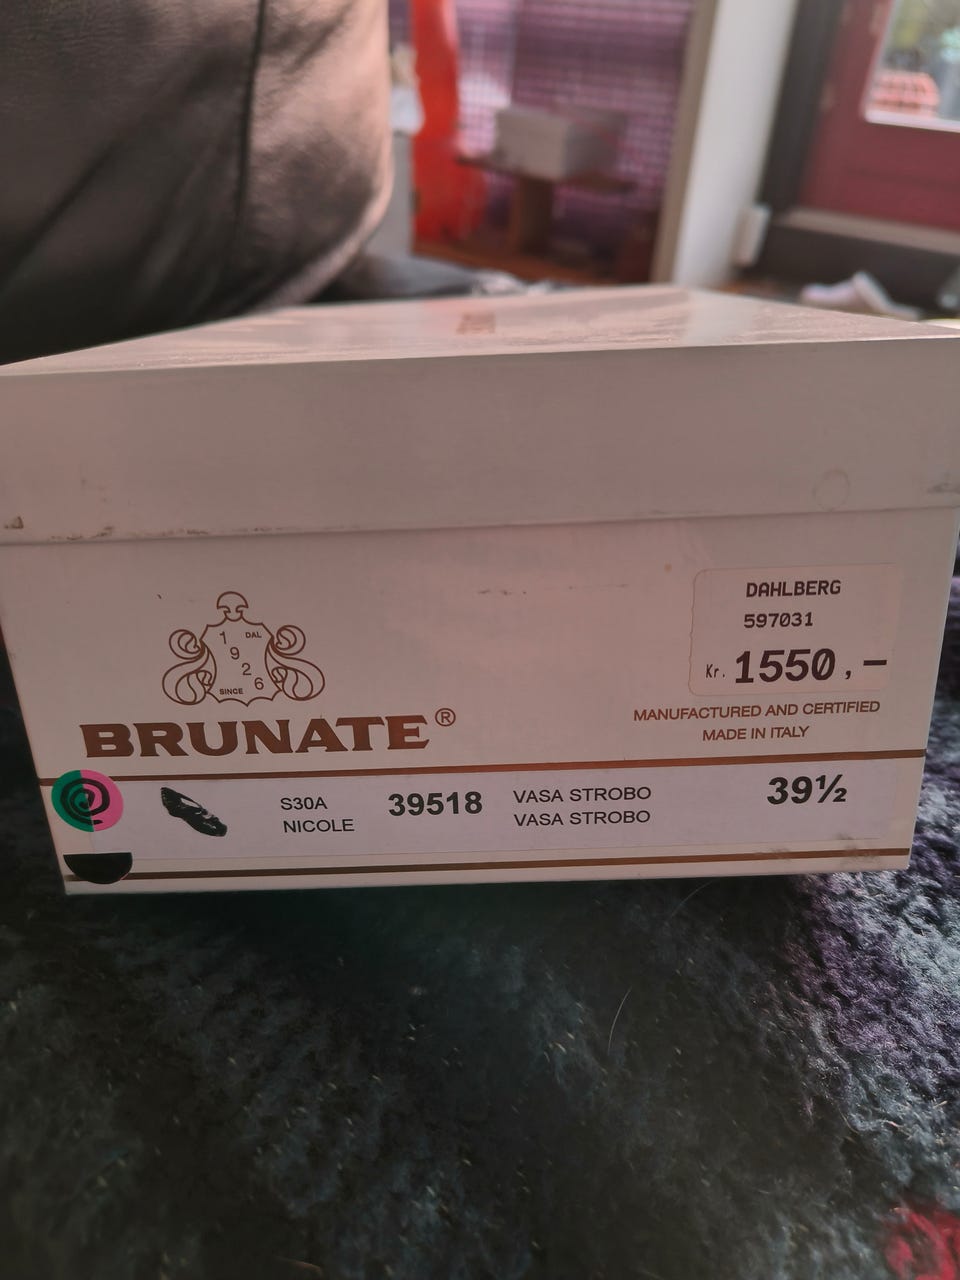 DAHLBERG
597031
Kr. 1550,-
1 DAL
9
2
SINCE 6
BRUNATE®
MANUFACTURED AND CERTIFIED
MADE IN ITALY
S30A 39518 VASA STROBO 39½
NICOLE VASA STROBO